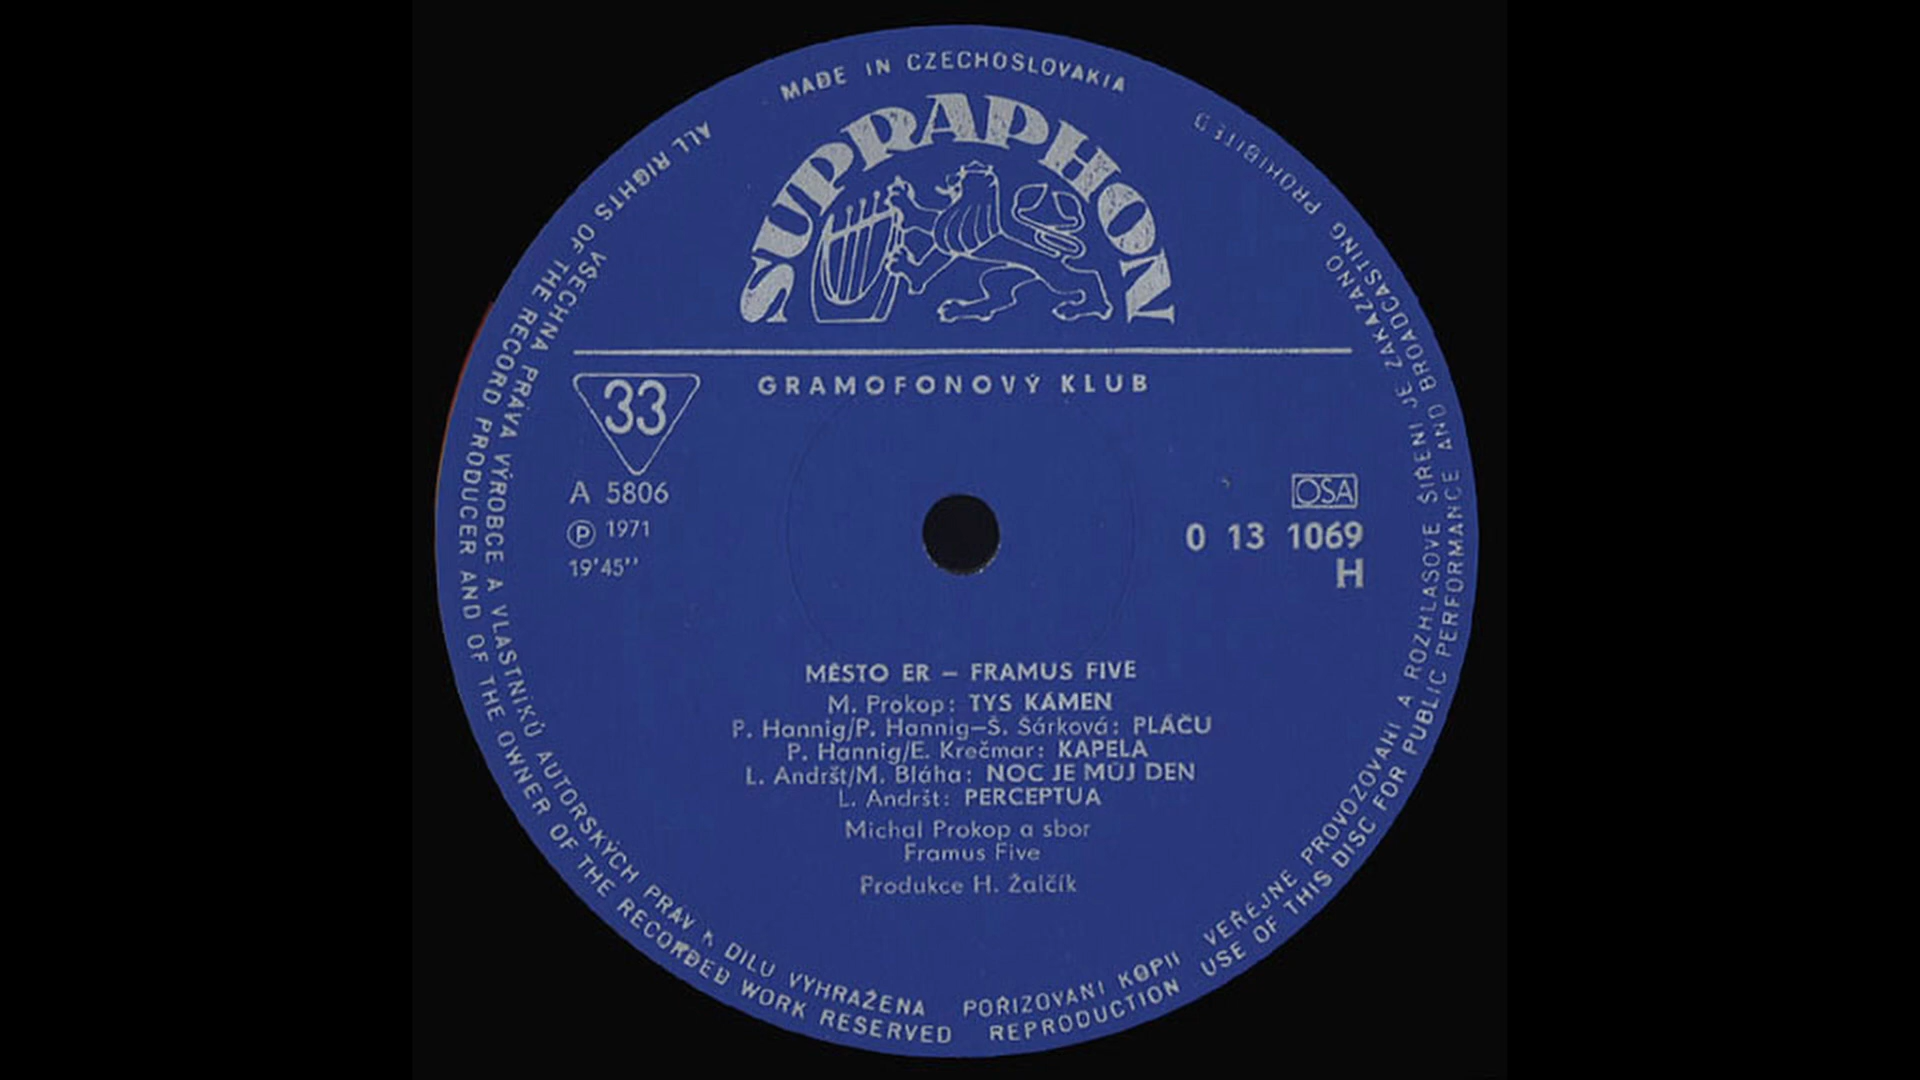 MADE IN CZECHOSLOVAKIA
SUPRAPHON
GRAMOFONOVÝ KLUB
33
A 5806
Ⓟ 1971
19'45''
OSA
0 13 1069
H
MĚSTO ER – FRAMUS FIVE
M. Prokop: TYS KÁMEN
P. Hannig/P. Hannig–Š. Šárková: PLÁČU
P. Hannig/E. Krečmar: KAPELA
L. Andršt/M. Bláha: NOC JE MŮJ DEN
L. Andršt: PERCEPTUA
Michal Prokop a sbor
Framus Five
Produkce H. Žalčík
VŠECHNA PRÁVA VÝROBCE A VLASTNÍKŮ AUTORSKÝCH PRÁV K DÍLU VYHRAŽENA POŘIZOVÁNÍ KOPIÍ VEŘEJNÉ PROVOZOVÁNÍ A ROZHLASOVÉ ŠÍŘENÍ JE ZAKÁZÁNO
ALL RIGHTS OF THE RECORD PRODUCER AND OF THE OWNER OF THE RECORDED WORK RESERVED REPRODUCTION USE OF THIS DISC FOR PUBLIC PERFORMANCE AND BROADCASTING PROHIBITED